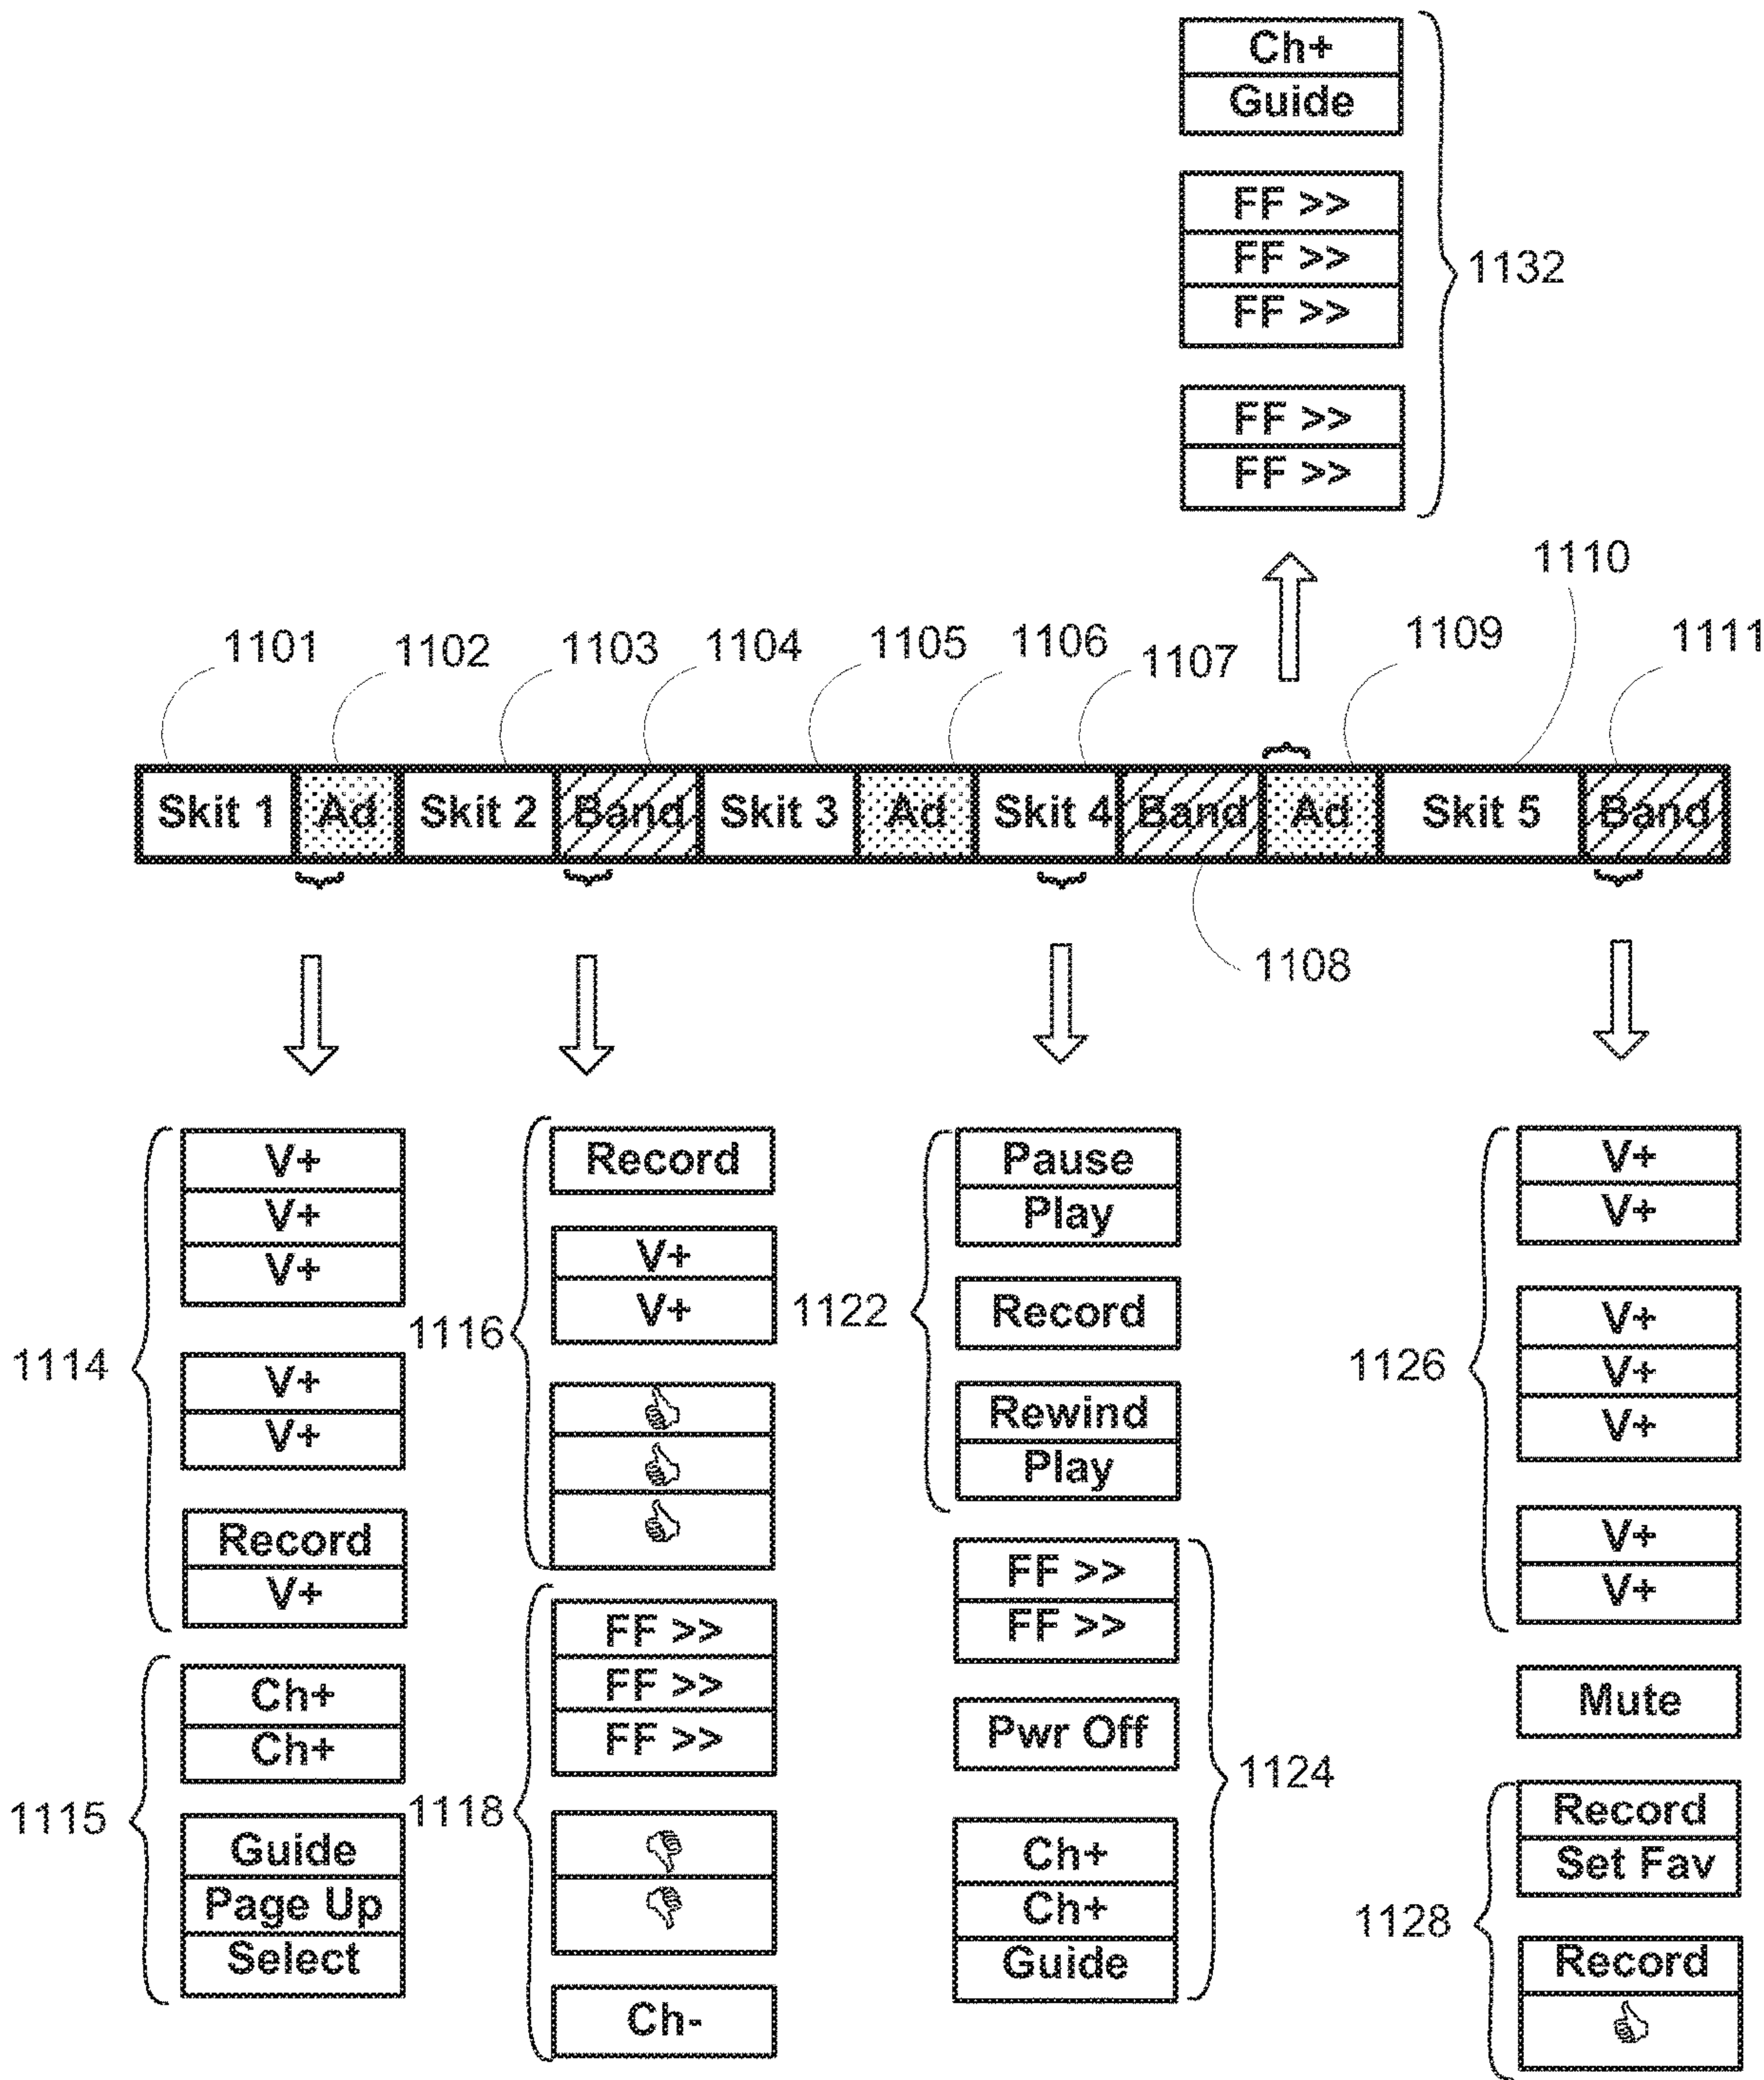 Ch+
Guide
FF >>
FF >>
FF >>
1132
FF >>
FF >>
1110
1101
1102
1103
1104
1105
1106
1107
1109
1111
Skit 1
Ad
Skit 2
Band
Skit 3
Ad
Skit 4
Band
Ad
Skit 5
Band
1108
1114
V+
V+
V+
V+
V+
Record
V+
1115
Ch+
Ch+
Guide
Page Up
Select
1116
Record
V+
V+
1118
FF >>
FF >>
FF >>
Ch-
1122
Pause
Play
Record
Rewind
Play
FF >>
FF >>
Pwr Off
1124
Ch+
Ch+
Guide
1126
V+
V+
V+
V+
V+
V+
V+
Mute
1128
Record
Set Fav
Record